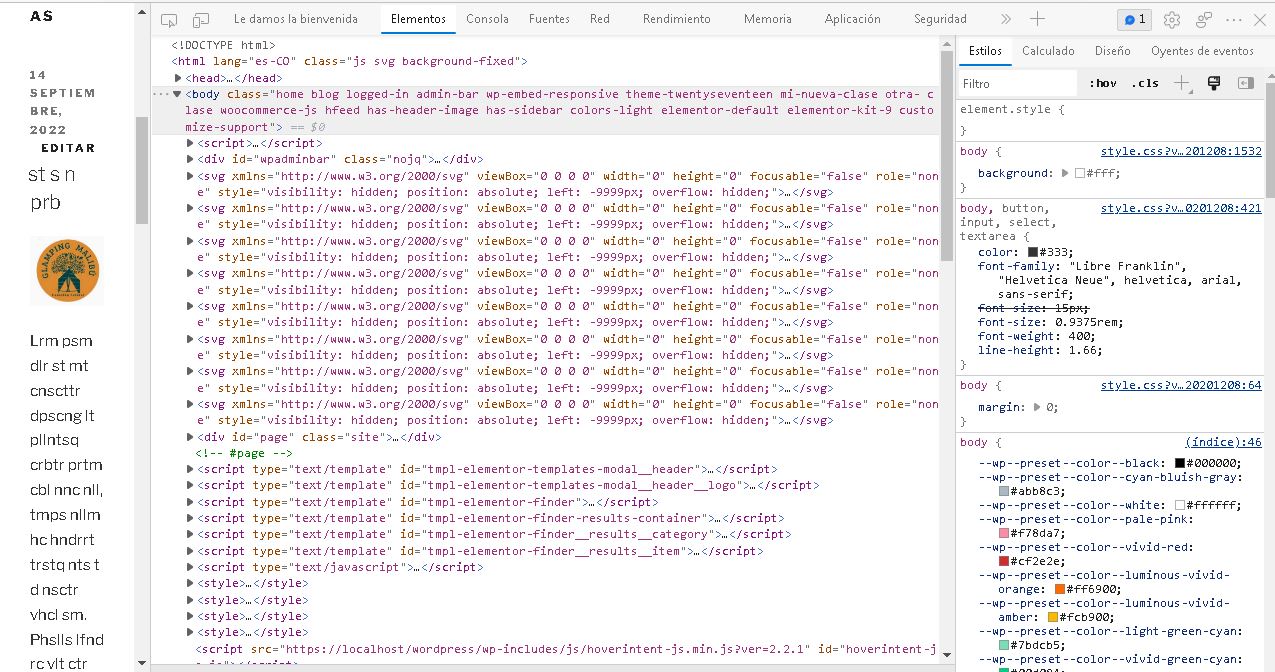 AS
14
SEPTIEM
BRE,
2022
EDITAR
st s n
prb
GLAMPING MALIBÚ
Lrm psm
dlr st mt
cnscttr
dpscng lt
pllntsq
crbtr prtm
cbl nnc nll,
tmps nllm
hc hndrrt
trstq nts t
d nsctr
vhcl sm.
Phslls lfnd
rc vlt ctr
Le damos la bienvenida Elementos Consola Fuentes Red Rendimiento Memoria Aplicación Seguridad 1
<!DOCTYPE html>
<html lang="es-CO" class="js svg background-fixed">
<head>…</head>
<body class="home blog logged-in admin-bar wp-embed-responsive theme-twentyseventeen mi-nueva-clase otra- c
lase woocommerce-js hfeed has-header-image has-sidebar colors-light elementor-default elementor-kit-9 custo
mize-support"> == $0
<script>…</script>
<div id="wpadminbar" class="nojq">…</div>
<svg xmlns="http://www.w3.org/2000/svg" viewBox="0 0 0 0" width="0" height="0" focusable="false" role="non
e" style="visibility: hidden; position: absolute; left: -9999px; overflow: hidden;">…</svg>
<svg xmlns="http://www.w3.org/2000/svg" viewBox="0 0 0 0" width="0" height="0" focusable="false" role="non
e" style="visibility: hidden; position: absolute; left: -9999px; overflow: hidden;">…</svg>
<svg xmlns="http://www.w3.org/2000/svg" viewBox="0 0 0 0" width="0" height="0" focusable="false" role="non
e" style="visibility: hidden; position: absolute; left: -9999px; overflow: hidden;">…</svg>
<svg xmlns="http://www.w3.org/2000/svg" viewBox="0 0 0 0" width="0" height="0" focusable="false" role="non
e" style="visibility: hidden; position: absolute; left: -9999px; overflow: hidden;">…</svg>
<svg xmlns="http://www.w3.org/2000/svg" viewBox="0 0 0 0" width="0" height="0" focusable="false" role="non
e" style="visibility: hidden; position: absolute; left: -9999px; overflow: hidden;">…</svg>
<svg xmlns="http://www.w3.org/2000/svg" viewBox="0 0 0 0" width="0" height="0" focusable="false" role="non
e" style="visibility: hidden; position: absolute; left: -9999px; overflow: hidden;">…</svg>
<svg xmlns="http://www.w3.org/2000/svg" viewBox="0 0 0 0" width="0" height="0" focusable="false" role="non
e" style="visibility: hidden; position: absolute; left: -9999px; overflow: hidden;">…</svg>
<svg xmlns="http://www.w3.org/2000/svg" viewBox="0 0 0 0" width="0" height="0" focusable="false" role="non
e" style="visibility: hidden; position: absolute; left: -9999px; overflow: hidden;">…</svg>
<div id="page" class="site">…</div>
<!-- #page -->
<script type="text/template" id="tmpl-elementor-templates-modal__header">…</script>
<script type="text/template" id="tmpl-elementor-templates-modal__header__logo">…</script>
<script type="text/template" id="tmpl-elementor-finder">…</script>
<script type="text/template" id="tmpl-elementor-finder-results-container">…</script>
<script type="text/template" id="tmpl-elementor-finder__results__category">…</script>
<script type="text/template" id="tmpl-elementor-finder__results__item">…</script>
<script type="text/javascript">…</script>
<style>…</style>
<style>…</style>
<style>…</style>
<style>…</style>
<script src="https://localhost/wordpress/wp-includes/js/hoverintent-js.min.js?ver=2.2.1" id="hoverintent-j
Estilos Calculado Diseño Oyentes de eventos
Filtro :hov .cls
element.style {
}
body { style.css?v…201208:1532
background: #fff;
}
body, button, style.css?v…0201208:421
input, select,
textarea {
color: #333;
font-family: "Libre Franklin",
"Helvetica Neue", helvetica, arial,
sans-serif;
font-size: 15px;
font-size: 0.9375rem;
font-weight: 400;
line-height: 1.66;
}
body { style.css?v…20201208:64
margin: 0;
}
body { (índice):46
--wp--preset--color--black: #000000;
--wp--preset--color--cyan-bluish-gray:
#abb8c3;
--wp--preset--color--white: #ffffff;
--wp--preset--color--pale-pink:
#f78da7;
--wp--preset--color--vivid-red:
#cf2e2e;
--wp--preset--color--luminous-vivid-
orange: #ff6900;
--wp--preset--color--luminous-vivid-
amber: #fcb900;
--wp--preset--color--light-green-cyan:
#7bdcb5;
--wp--preset--color--vivid-green-